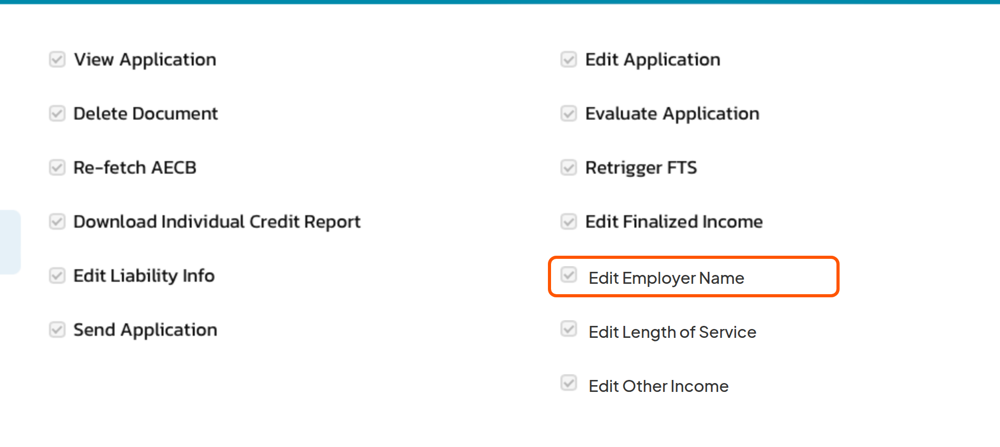 View Application
Edit Application
Delete Document
Evaluate Application
Re-fetch AECB
Retrigger FTS
Download Individual Credit Report
Edit Finalized Income
Edit Liability Info
Edit Employer Name
Send Application
Edit Length of Service
Edit Other Income